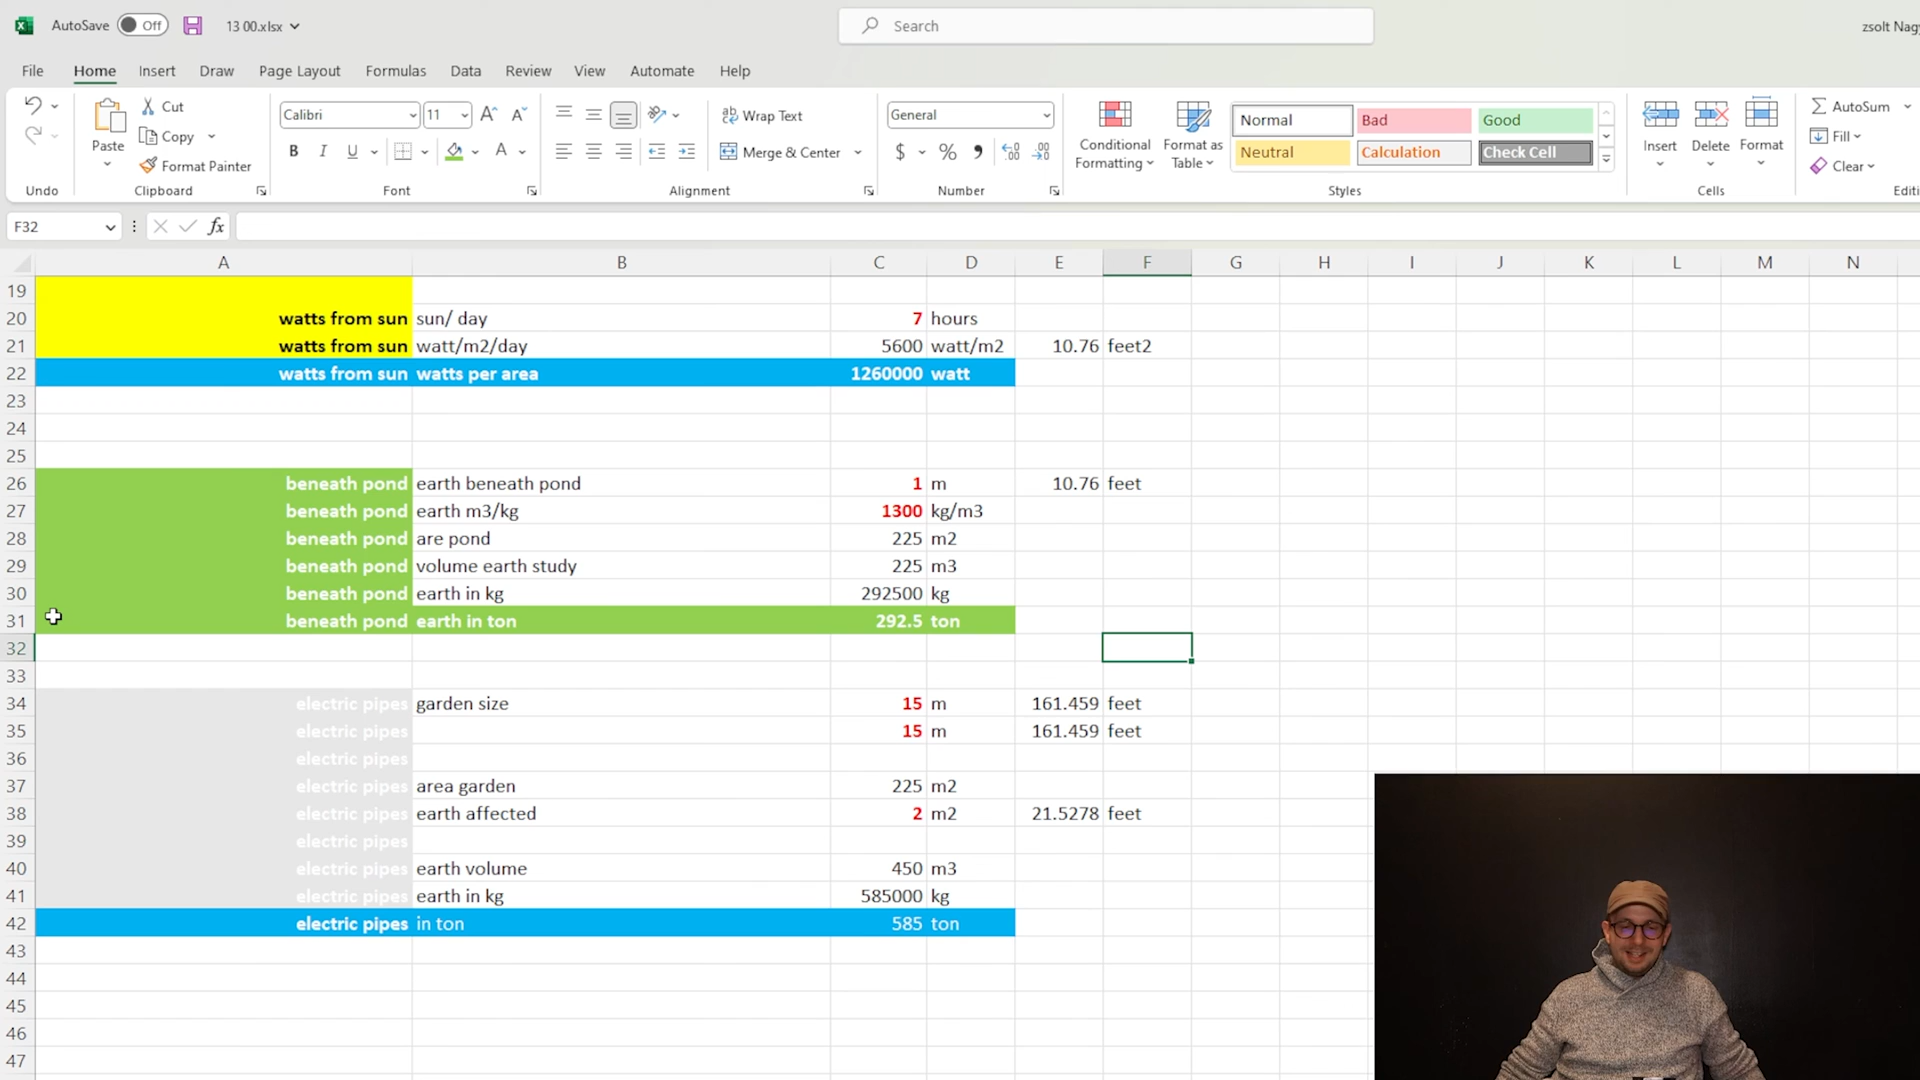 AutoSave Off 13 00.xlsx Search zsolt Nagy
File Home Insert Draw Page Layout Formulas Data Review View Automate Help
Paste Cut Copy Format Painter
Calibri 11 A A
B I U A
Wrap Text
Merge & Center
General
$ %
Conditional Formatting
Format as Table
Normal Bad Good
Neutral Calculation Check Cell
Insert Delete Format
AutoSum
Fill
Clear
Undo Clipboard Font Alignment Number Styles Cells Editi
F32 fx
A B C D E F G H I J K L M N
19
20 watts from sun sun/ day 7 hours
21 watts from sun watt/m2/day 5600 watt/m2 10.76 feet2
22 watts from sun watts per area 1260000 watt
23
24
25
26 beneath pond earth beneath pond 1 m 10.76 feet
27 beneath pond earth m3/kg 1300 kg/m3
28 beneath pond are pond 225 m2
29 beneath pond volume earth study 225 m3
30 beneath pond earth in kg 292500 kg
31 beneath pond earth in ton 292.5 ton
32
33
34 electric pipes garden size 15 m 161.459 feet
35 electric pipes 15 m 161.459 feet
36 electric pipes
37 electric pipes area garden 225 m2
38 electric pipes earth affected 2 m2 21.5278 feet
39 electric pipes
40 electric pipes earth volume 450 m3
41 electric pipes earth in kg 585000 kg
42 electric pipes in ton 585 ton
43
44
45
46
47